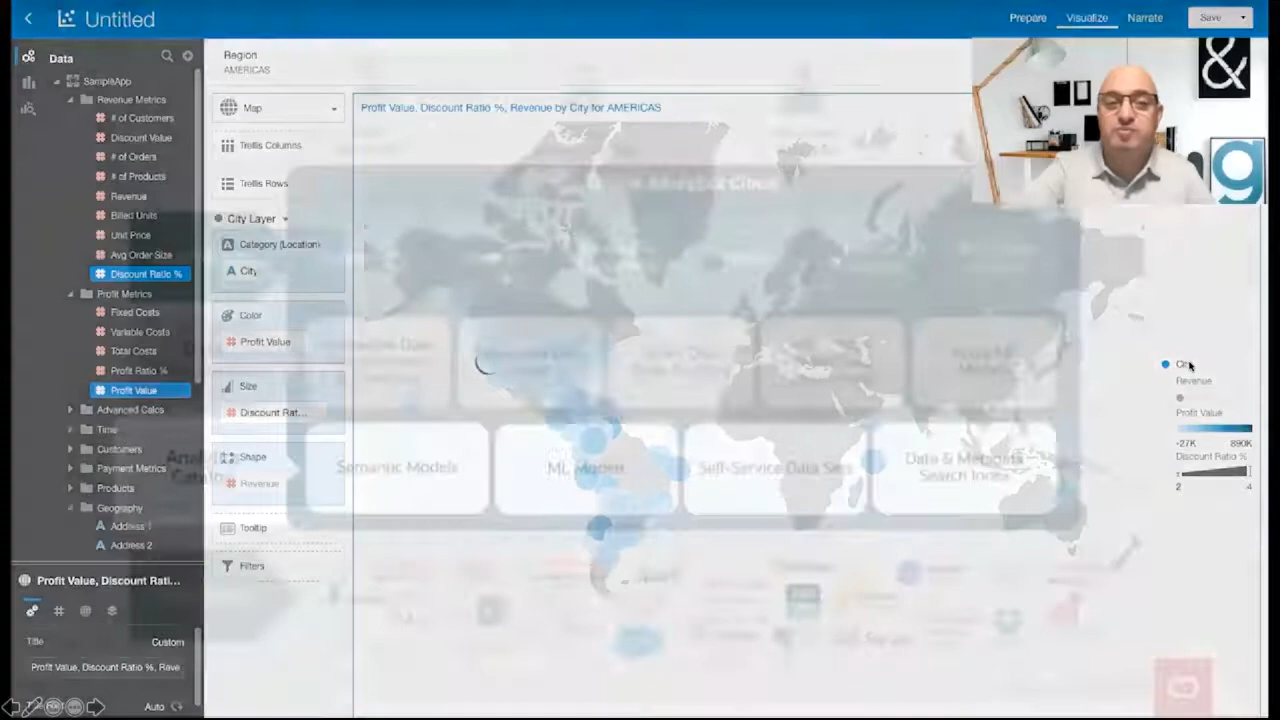 Untitled
Prepare
Visualize
Narrate
Save
Data
SampleApp
Revenue Metrics
# of Customers
Discount Value
# of Orders
# of Products
Revenue
Billed Units
Unit Price
Avg Order Size
Discount Ratio %
Profit Metrics
Fixed Costs
Variable Costs
Total Costs
Profit Ratio %
Profit Value
Advanced Calcs
Time
Customers
Payment Metrics
Products
Geography
Address 1
Address 2
Profit Value, Discount Rati...
Title
Custom
Profit Value, Discount Ratio %, Reve
Auto
Region
AMERICAS
Map
Trellis Columns
Trellis Rows
City Layer
Category (Location)
A City
Color
Profit Value
Size
Discount Rat...
Shape
Revenue
Tooltip
Filters
Profit Value, Discount Ratio %, Revenue by City for AMERICAS
Semantic Models
ML Models
Self-Service Data Sets
Data & Metadata
Search Index
&
g
City
Revenue
Profit Value
-27K
890K
Discount Ratio %
2
4